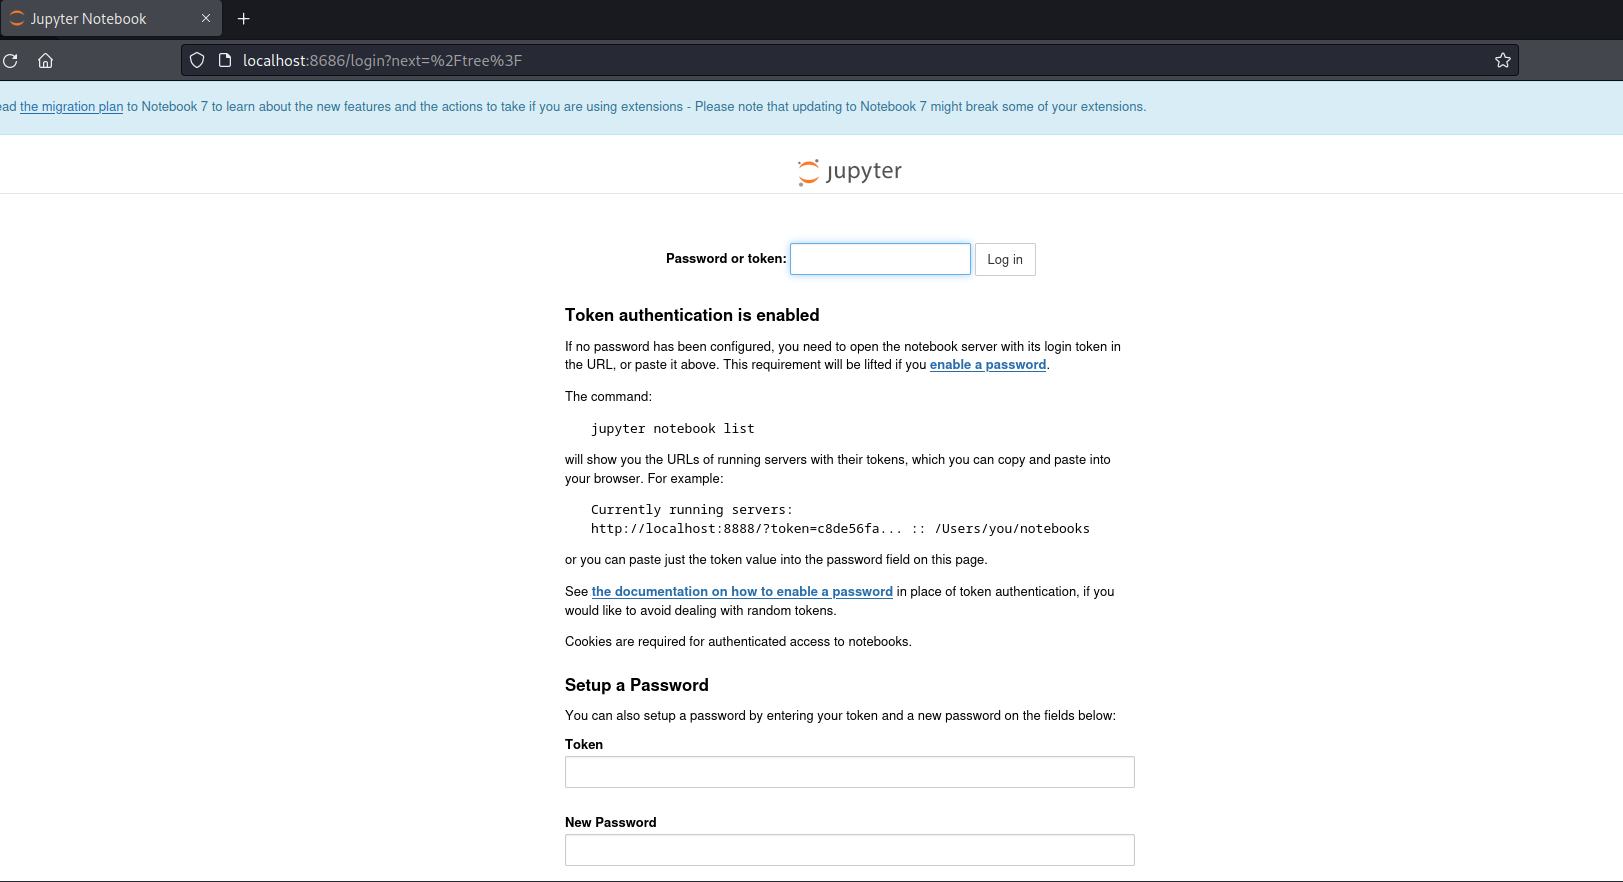 Jupyter Notebook
localhost:8686/login?next=%2Ftree%3F
the migration plan to Notebook 7 to learn about the new features and the actions to take if you are using extensions - Please note that updating to Notebook 7 might break some of your extensions.
jupyter
Password or token: Log in
Token authentication is enabled
If no password has been configured, you need to open the notebook server with its login token in
the URL, or paste it above. This requirement will be lifted if you enable a password.
The command:
jupyter notebook list
will show you the URLs of running servers with their tokens, which you can copy and paste into
your browser. For example:
Currently running servers:
http://localhost:8888/?token=c8de56fa... :: /Users/you/notebooks
or you can paste just the token value into the password field on this page.
See the documentation on how to enable a password in place of token authentication, if you
would like to avoid dealing with random tokens.
Cookies are required for authenticated access to notebooks.
Setup a Password
You can also setup a password by entering your token and a new password on the fields below:
Token
New Password